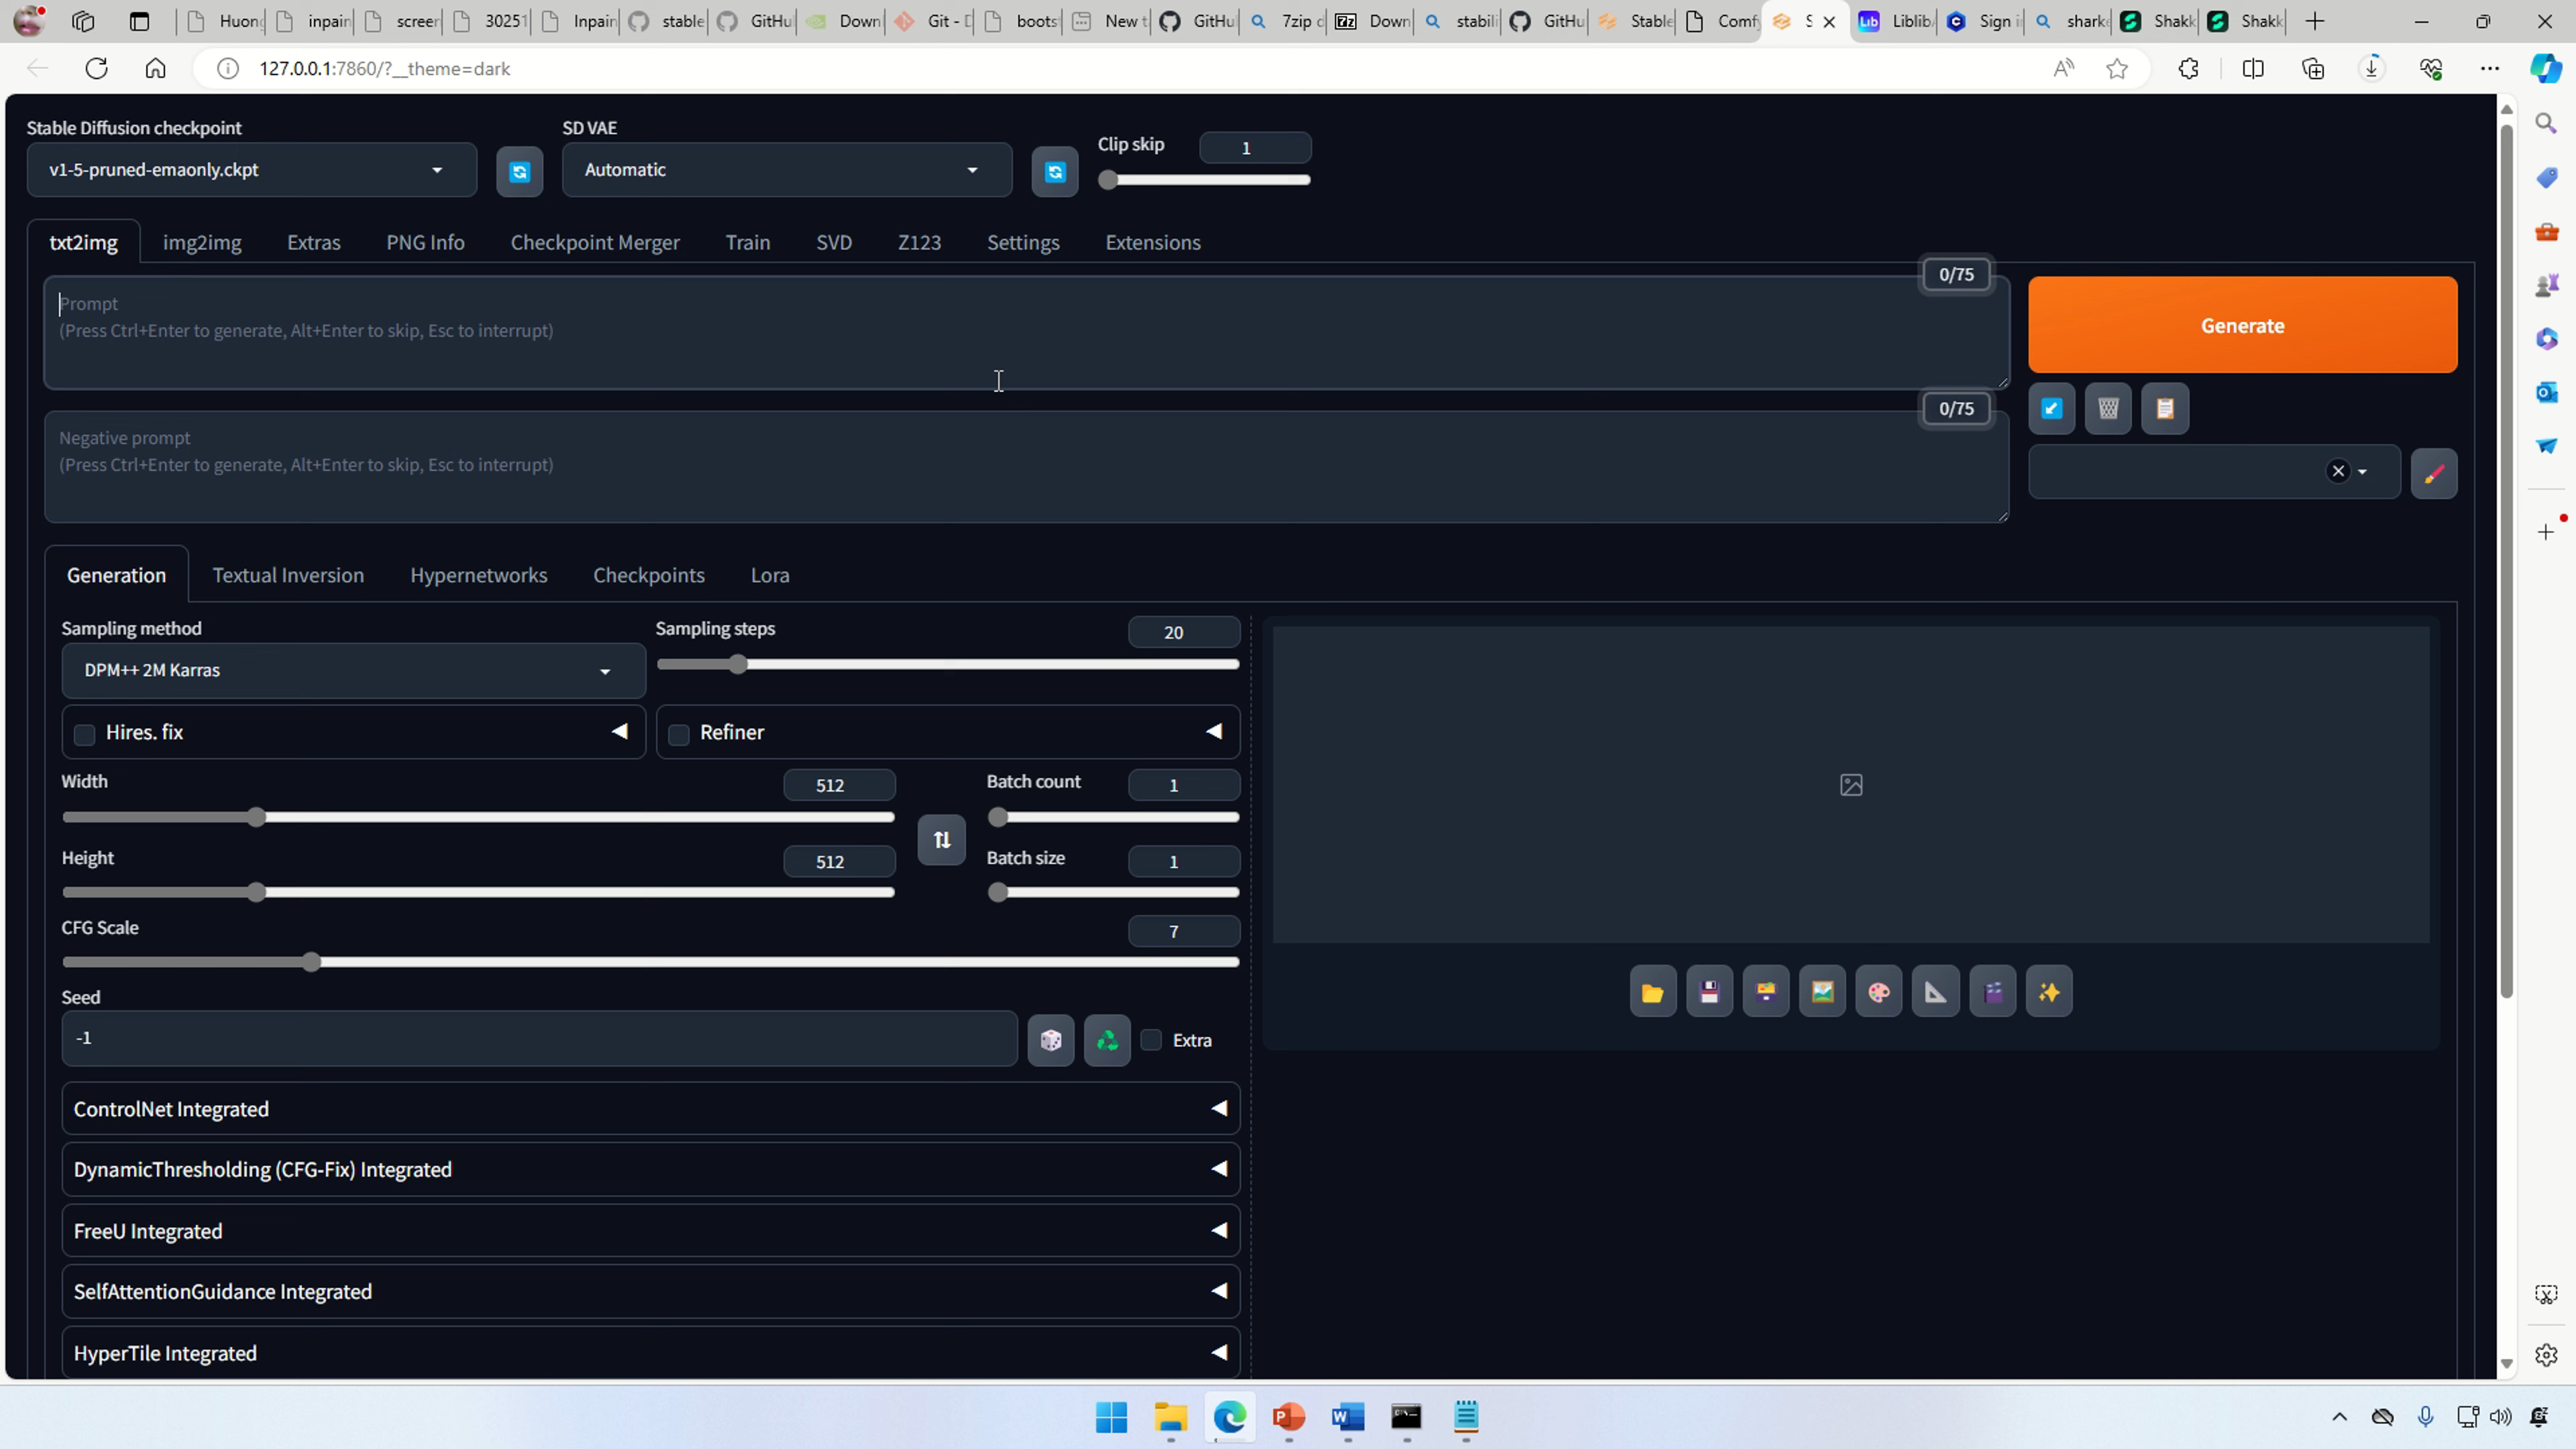 Huong
inpain
screen
30251
Inpain
stable
GitHu
Down
Git - D
boots
New t
GitHu
7zip d
7z
Down
stabili
GitHu
Stable
Comfy
S
Lib
Liblib
Sign i
shark
Shakk
Shakk
127.0.0.1:7860/?__theme=dark
Stable Diffusion checkpoint
SD VAE
Clip skip
1
v1-5-pruned-emaonly.ckpt
Automatic
txt2img
img2img
Extras
PNG Info
Checkpoint Merger
Train
SVD
Z123
Settings
Extensions
0/75
Prompt
(Press Ctrl+Enter to generate, Alt+Enter to skip, Esc to interrupt)
Generate
0/75
Negative prompt
(Press Ctrl+Enter to generate, Alt+Enter to skip, Esc to interrupt)
Generation
Textual Inversion
Hypernetworks
Checkpoints
Lora
Sampling method
Sampling steps
20
DPM++ 2M Karras
Hires. fix
Refiner
Width
512
Batch count
1
Height
512
Batch size
1
CFG Scale
7
Seed
-1
Extra
ControlNet Integrated
DynamicThresholding (CFG-Fix) Integrated
FreeU Integrated
SelfAttentionGuidance Integrated
HyperTile Integrated